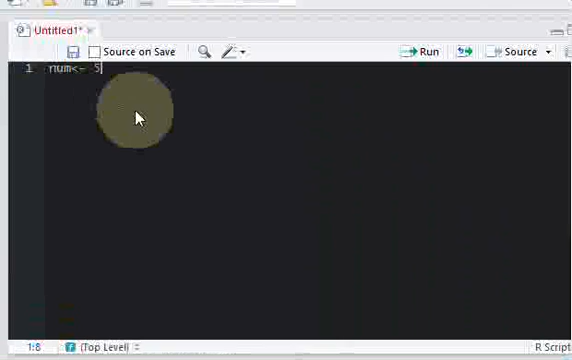 Untitled1*
Source on Save
Run
Source
1 num<- 5
1:8
(Top Level)
R Script